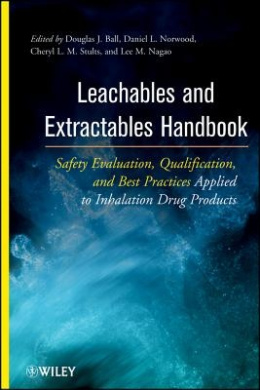 Edited by Douglas J. Ball, Daniel L. Norwood,
Cheryl L. M. Stults, and Lee M. Nagao
Leachables and
Extractables Handbook
Safety Evaluation, Qualification,
and Best Practices Applied
to Inhalation Drug Products
WILEY